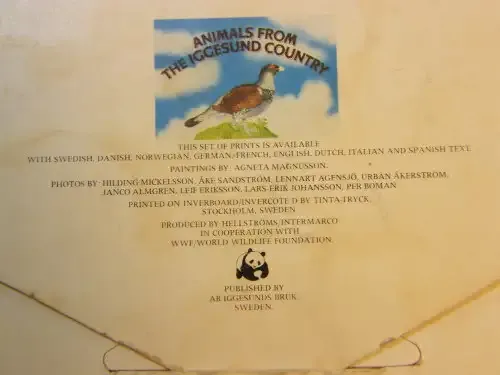 ANIMALS FROM
THE IGGESUND COUNTRY
THIS SET OF PRINTS IS AVAILABLE
WITH SWEDISH, DANISH, NORWEGIAN, GERMAN, FRENCH, ENGLISH, DUTCH, ITALIAN AND SPANISH TEXT.
PAINTINGS BY: AGNETA MAGNUSSON.
PHOTOS BY: HILDING MICKELSSON, ÅKE SANDSTRÖM, LENNART AGENSJÖ, URBAN ÅKERSTRÖM,
JANCO ALMGREN, LEIF ERIKSSON, LARS-ERIK JOHANSSON, PER BOMAN
PRINTED ON INVERBOARD/INVERCOTE D BY TINTA-TRYCK,
STOCKHOLM, SWEDEN
PRODUCED BY HELLSTRÖMS/INTERMARCO
IN COOPERATION WITH
WWF/WORLD WILDLIFE FOUNDATION.
PUBLISHED BY
AB IGGESUNDS BRUK
SWEDEN.